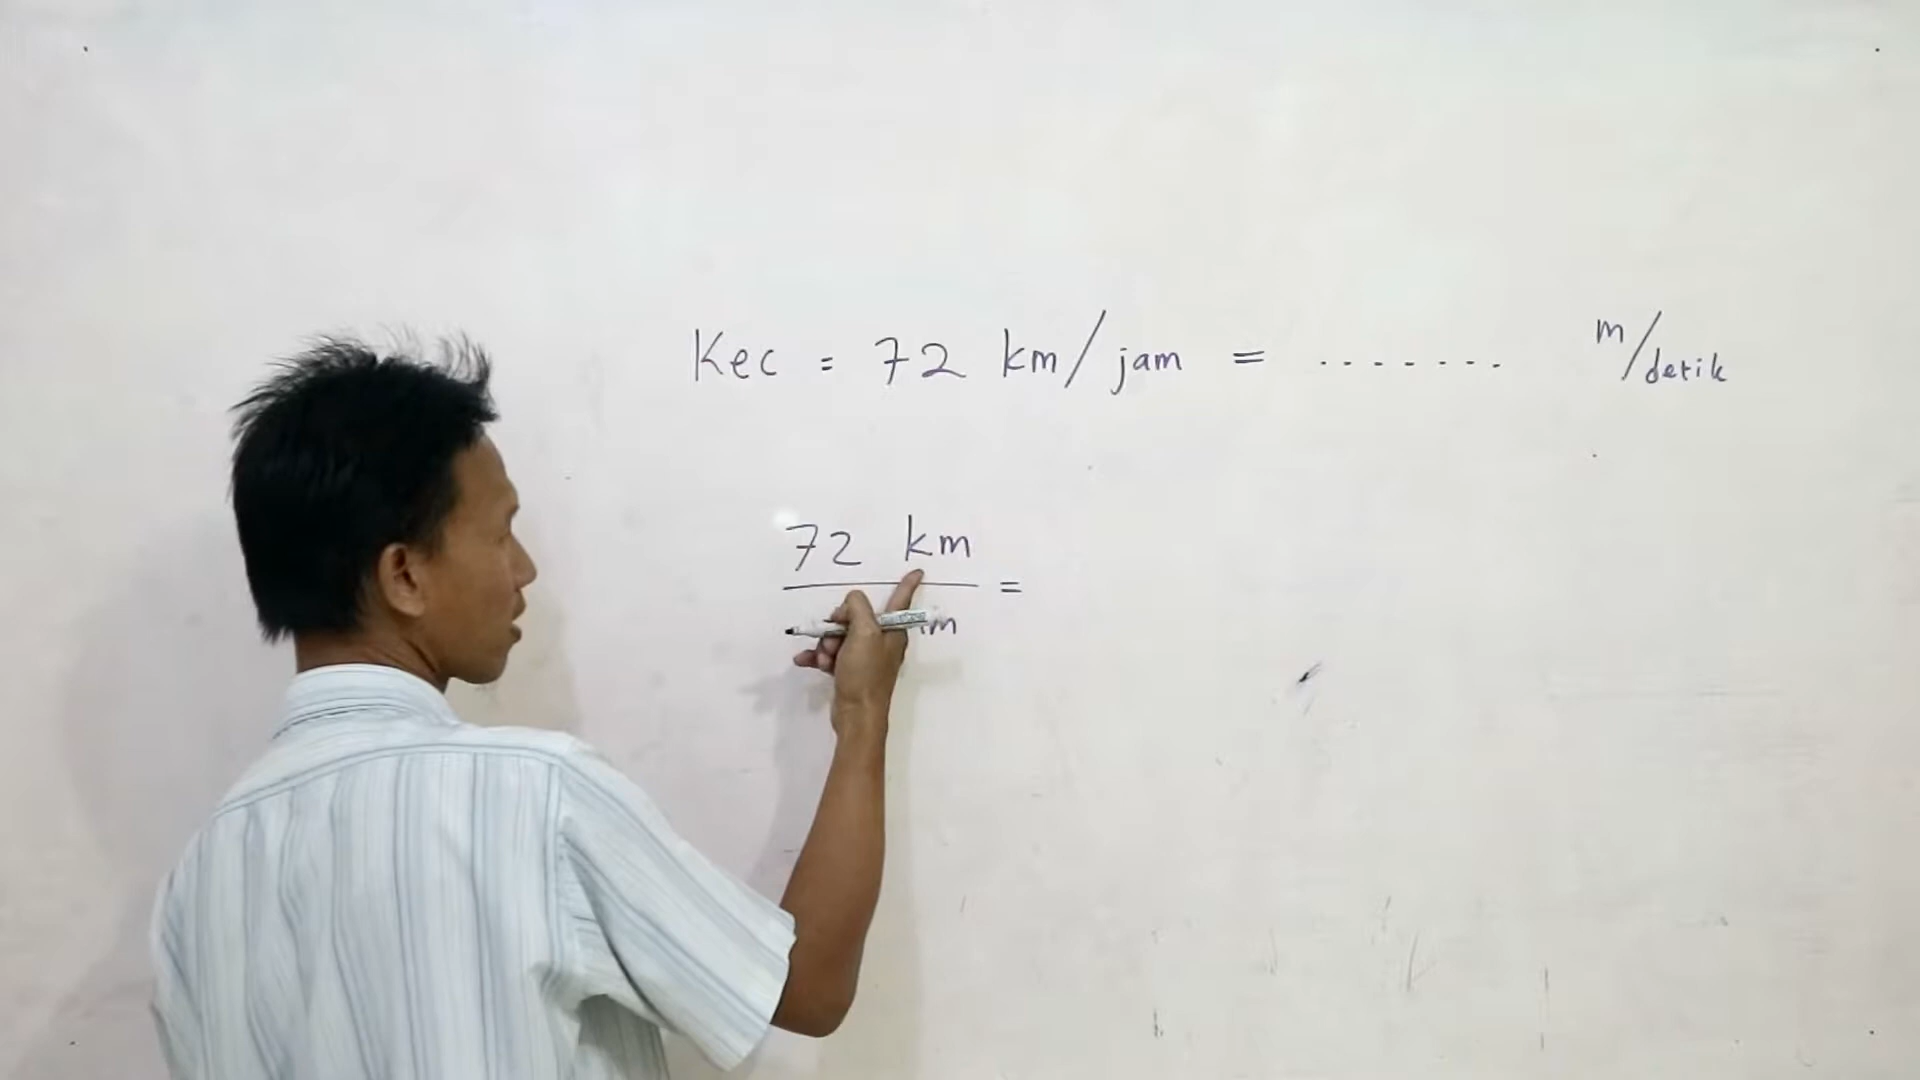 Kec = 72 km/jam = ....... m/detik
72 km
=